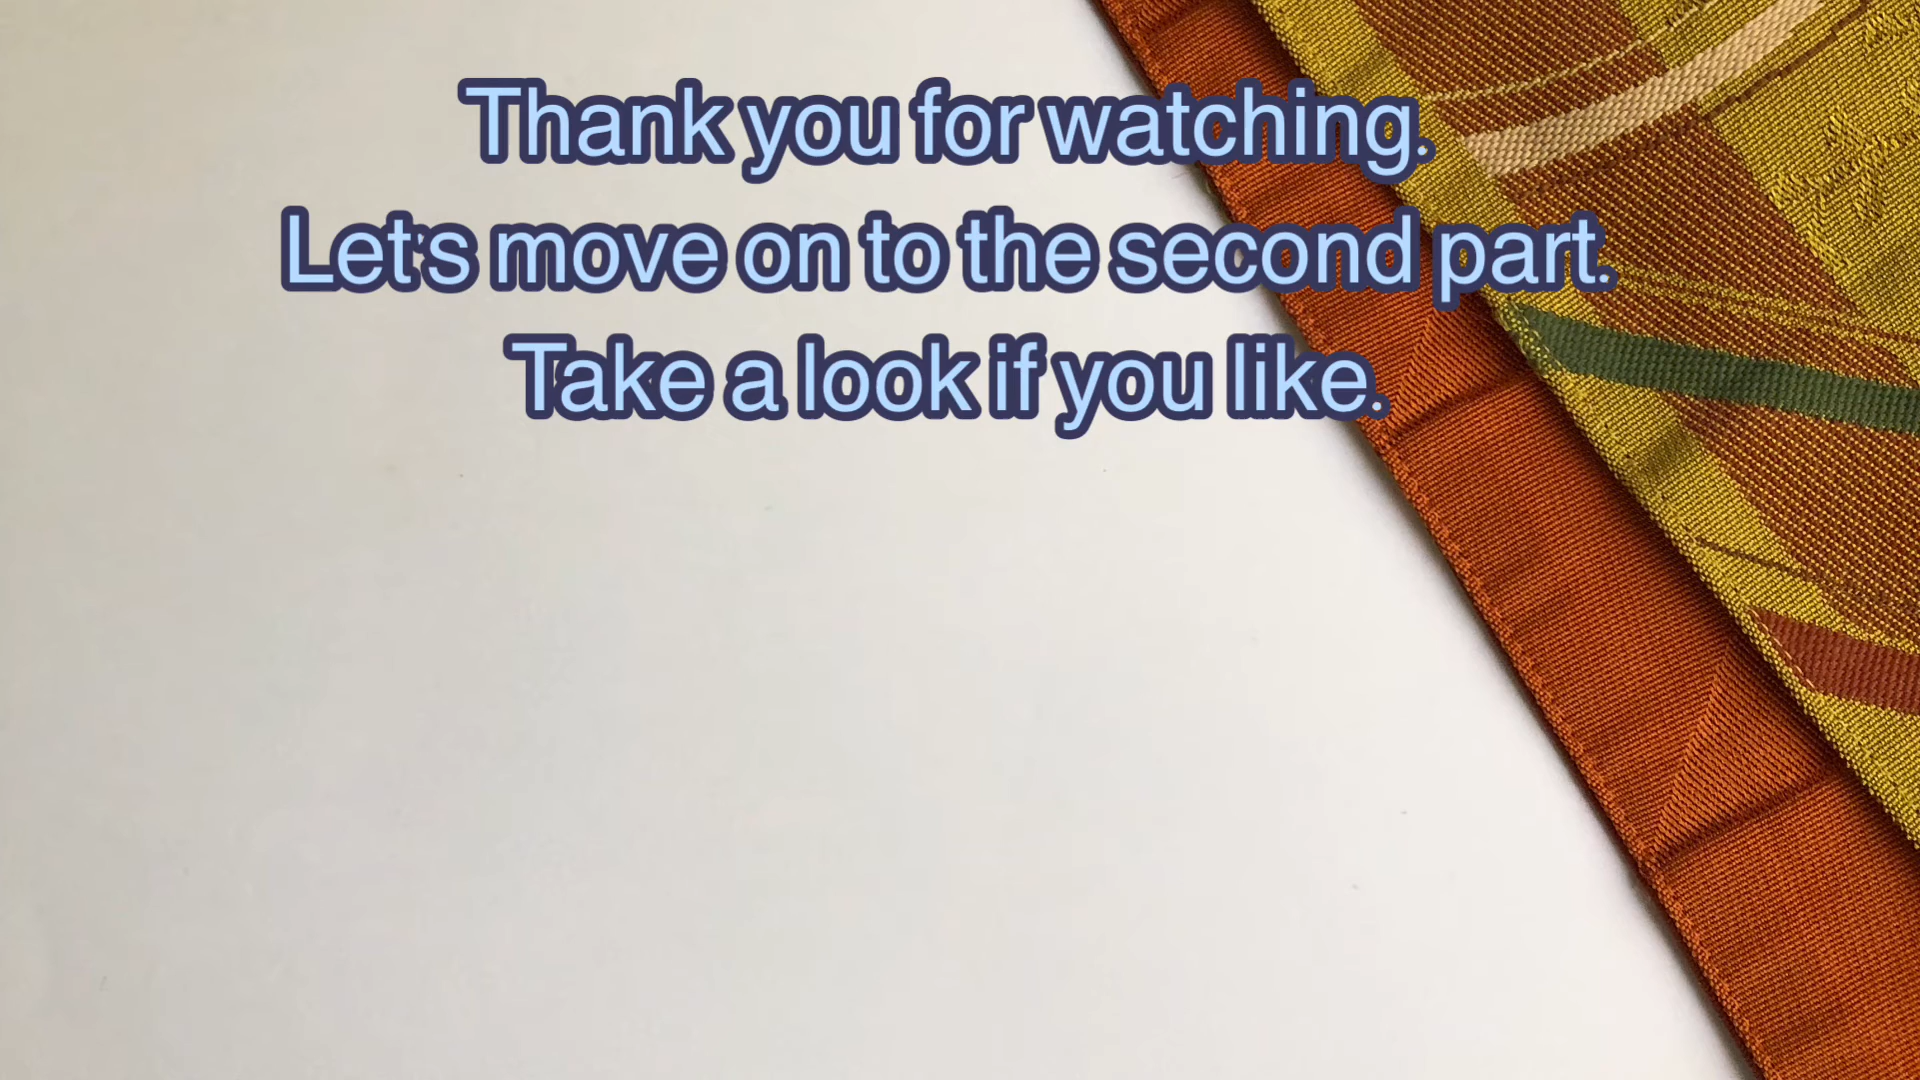 Thank you for watching.
Let's move on to the second part.
Take a look if you like.